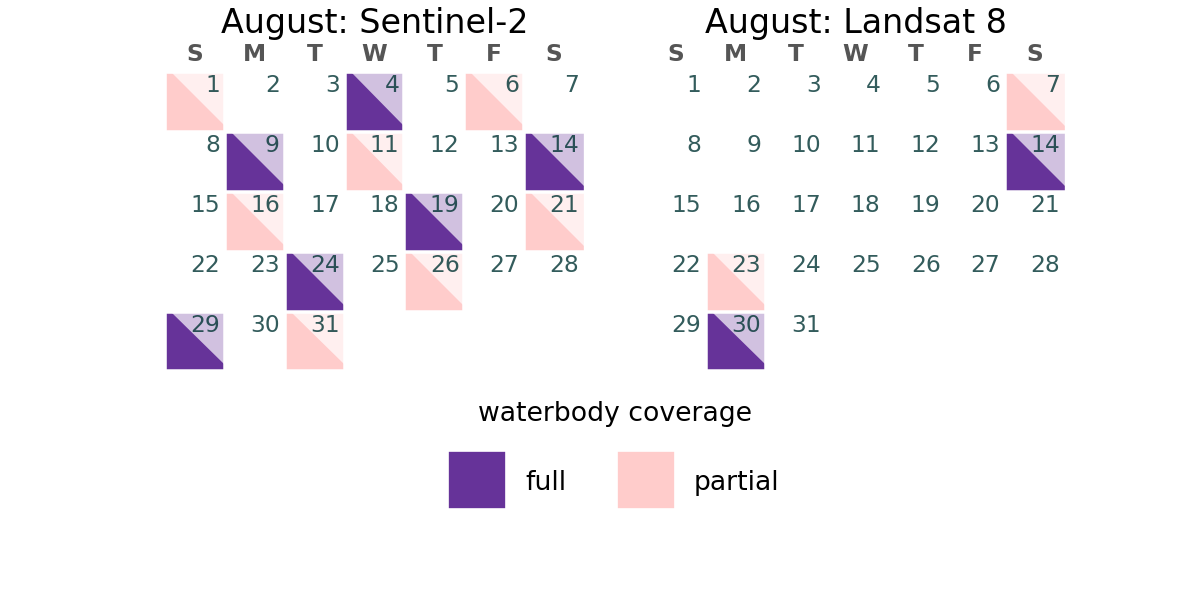 August: Sentinel-2
S M T W T F S
1 2 3 4 5 6 7
8 9 10 11 12 13 14
15 16 17 18 19 20 21
22 23 24 25 26 27 28
29 30 31
August: Landsat 8
S M T W T F S
1 2 3 4 5 6 7
8 9 10 11 12 13 14
15 16 17 18 19 20 21
22 23 24 25 26 27 28
29 30 31
waterbody coverage
full partial